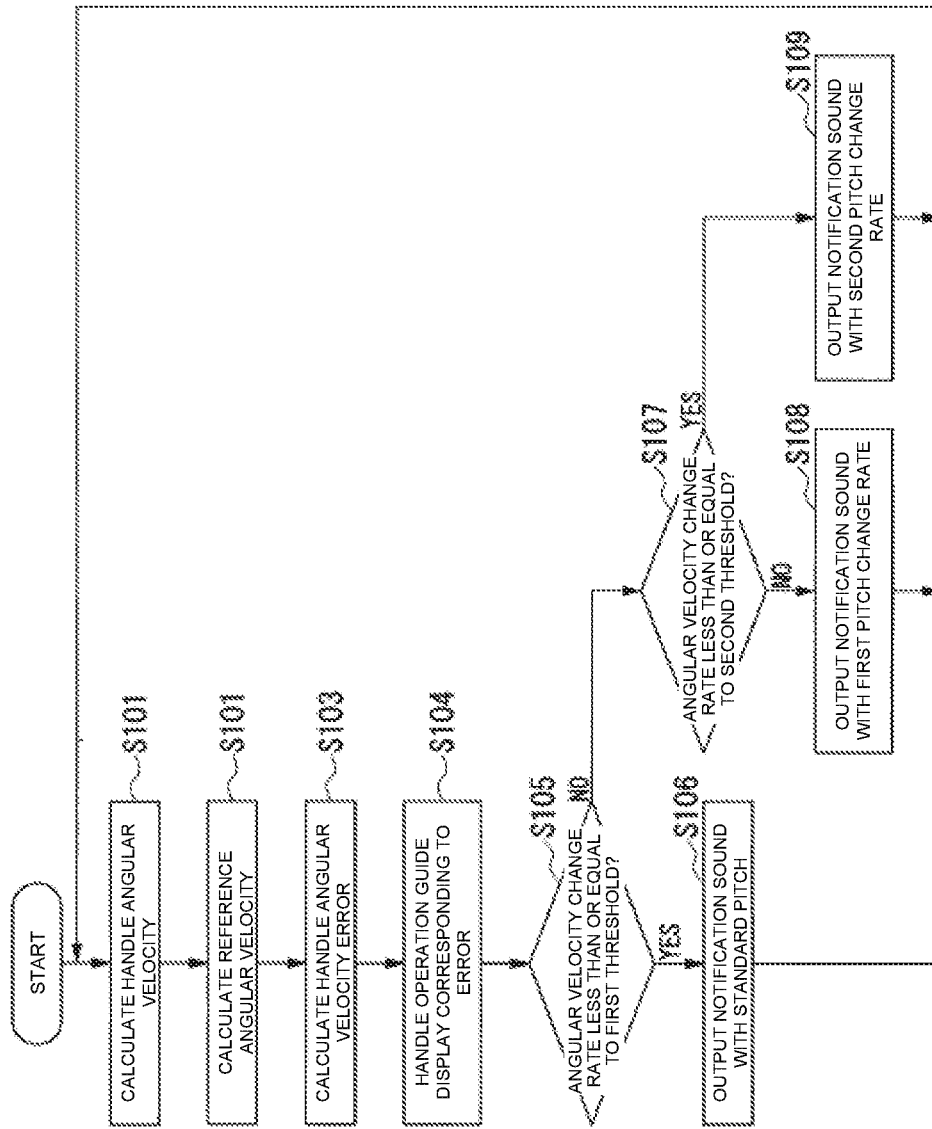 START
CALCULATE HANDLE ANGULAR
VELOCITY
S101
CALCULATE REFERENCE
ANGULAR VELOCITY
S101
CALCULATE HANDLE ANGULAR
VELOCITY ERROR
S103
HANDLE OPERATION GUIDE
DISPLAY CORRESPONDING TO
ERROR
S104
ANGULAR VELOCITY CHANGE
RATE LESS THAN OR EQUAL
TO FIRST THRESHOLD?
S105
NO
YES
OUTPUT NOTIFICATION SOUND
WITH STANDARD PITCH
S106
ANGULAR VELOCITY CHANGE
RATE LESS THAN OR EQUAL
TO SECOND THRESHOLD?
S107
YES
NO
OUTPUT NOTIFICATION SOUND
WITH FIRST PITCH CHANGE RATE
S108
OUTPUT NOTIFICATION SOUND
WITH SECOND PITCH CHANGE
RATE
S109